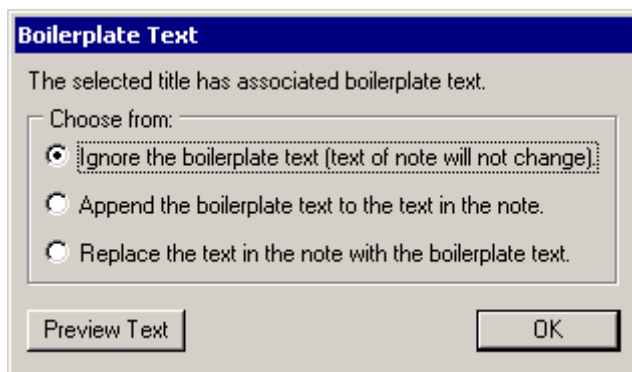 Boilerplate Text
The selected title has associated boilerplate text.
Choose from:
Ignore the boilerplate text (text of note will not change).
Append the boilerplate text to the text in the note.
Replace the text in the note with the boilerplate text.
Preview Text
OK